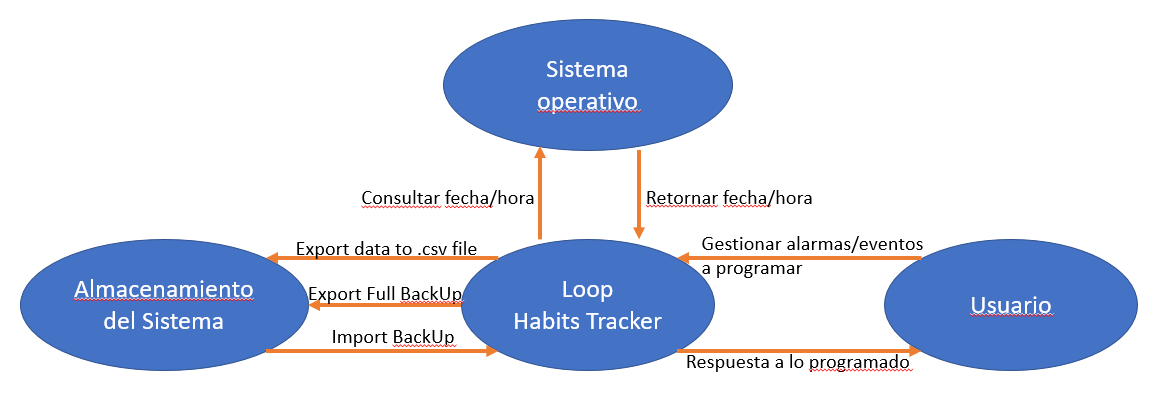 Sistema
operativo
Consultar fecha/hora
Retornar fecha/hora
Export data to .csv file
Gestionar alarmas/eventos
a programar
Almacenamiento
del Sistema
Export Full BackUp
Loop
Habits Tracker
Usuario
Import BackUp
Respuesta a lo programado